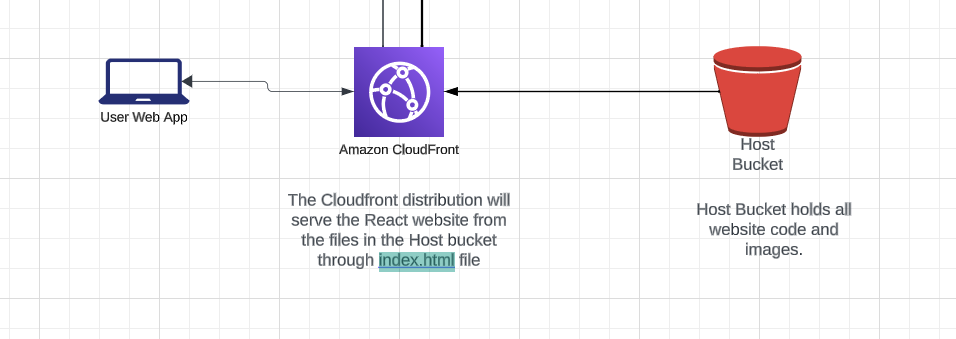 User Web App
Amazon CloudFront
Host
Bucket
The Cloudfront distribution will
serve the React website from
the files in the Host bucket
through index.html file
Host Bucket holds all
website code and
images.